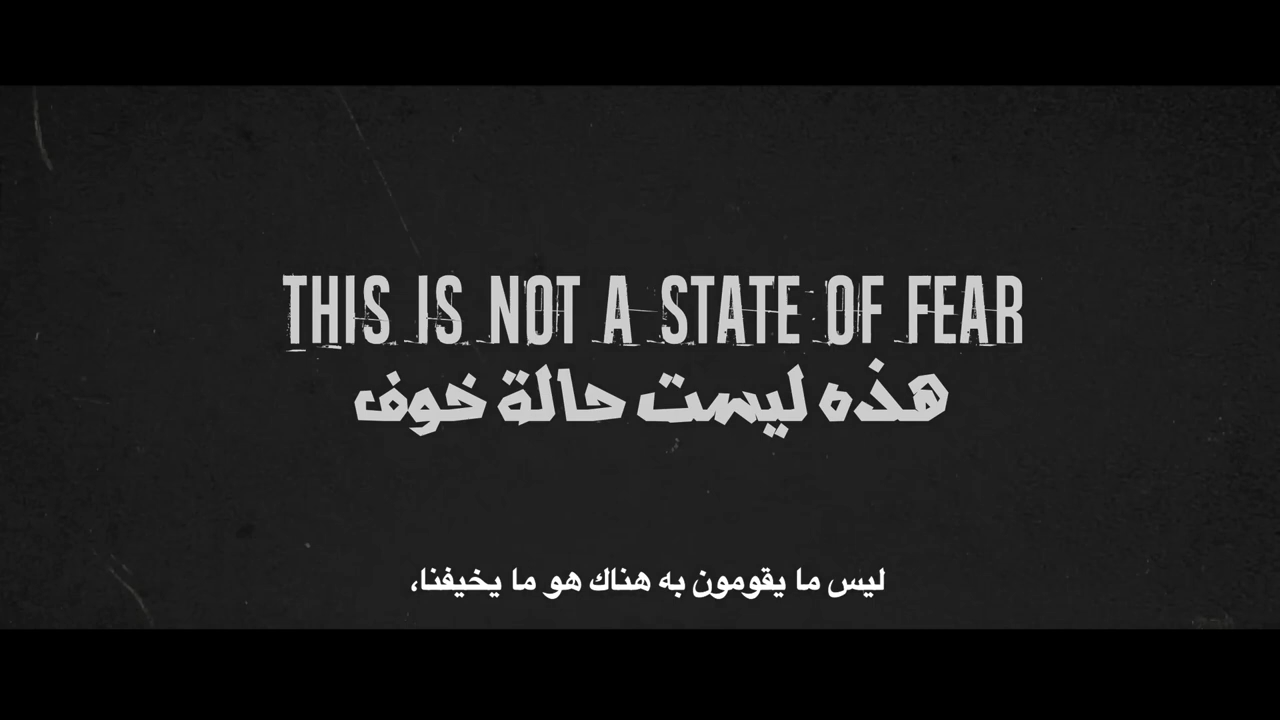 THIS IS NOT A STATE OF FEAR
هذه ليست حالة خوف
ليس ما يقومون به هناك هو ما يخيفنا،